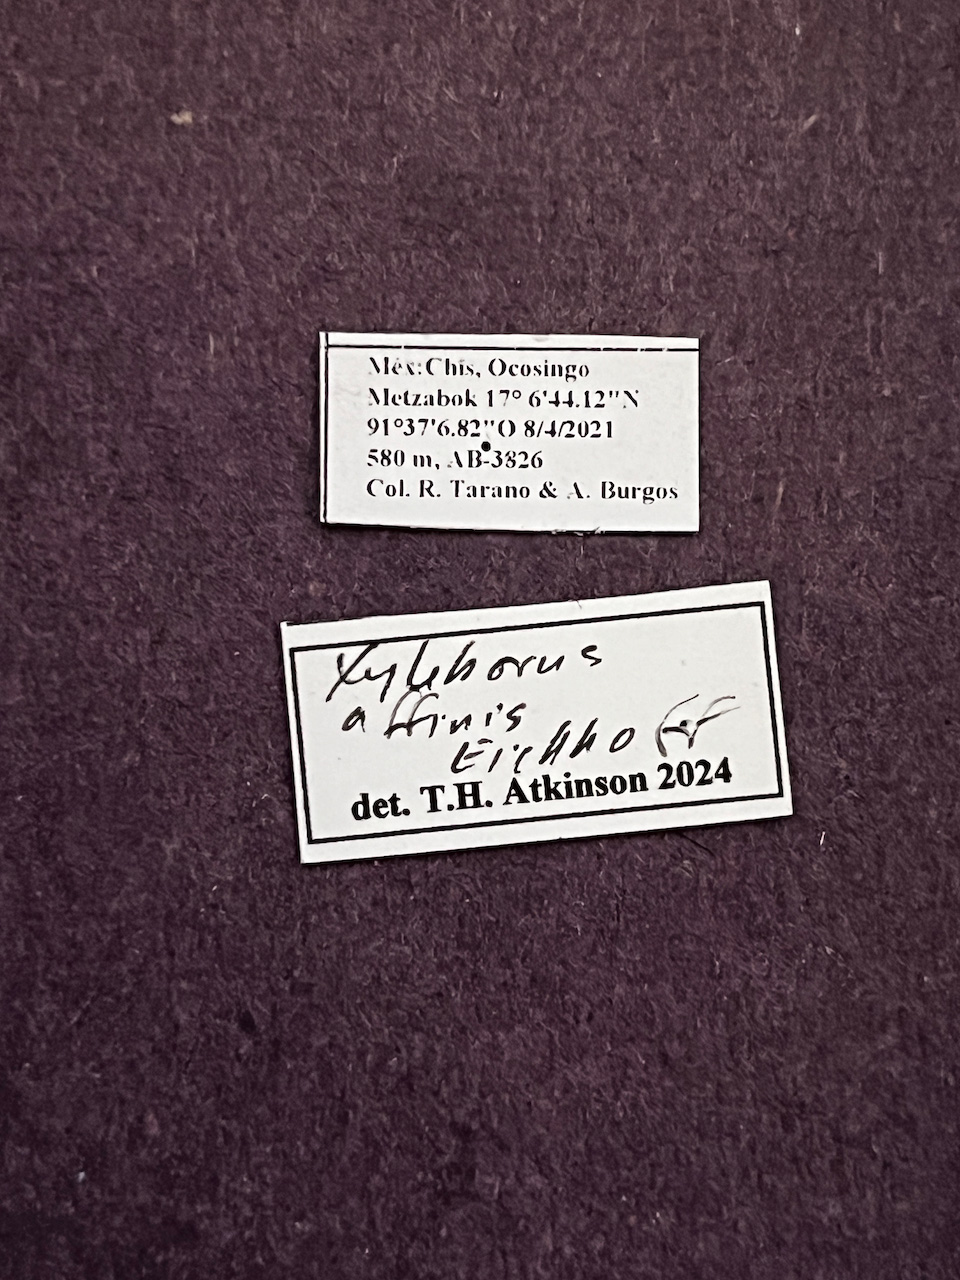 Méx:Chis, Ocosingo
Metzabok 17° 6'44.12"N
91°37'6.82"O 8/4/2021
580 m, AB-3826
Col. R. Tarano & A. Burgos
Xyleborus
affinis
Eichhoff
det. T.H. Atkinson 2024